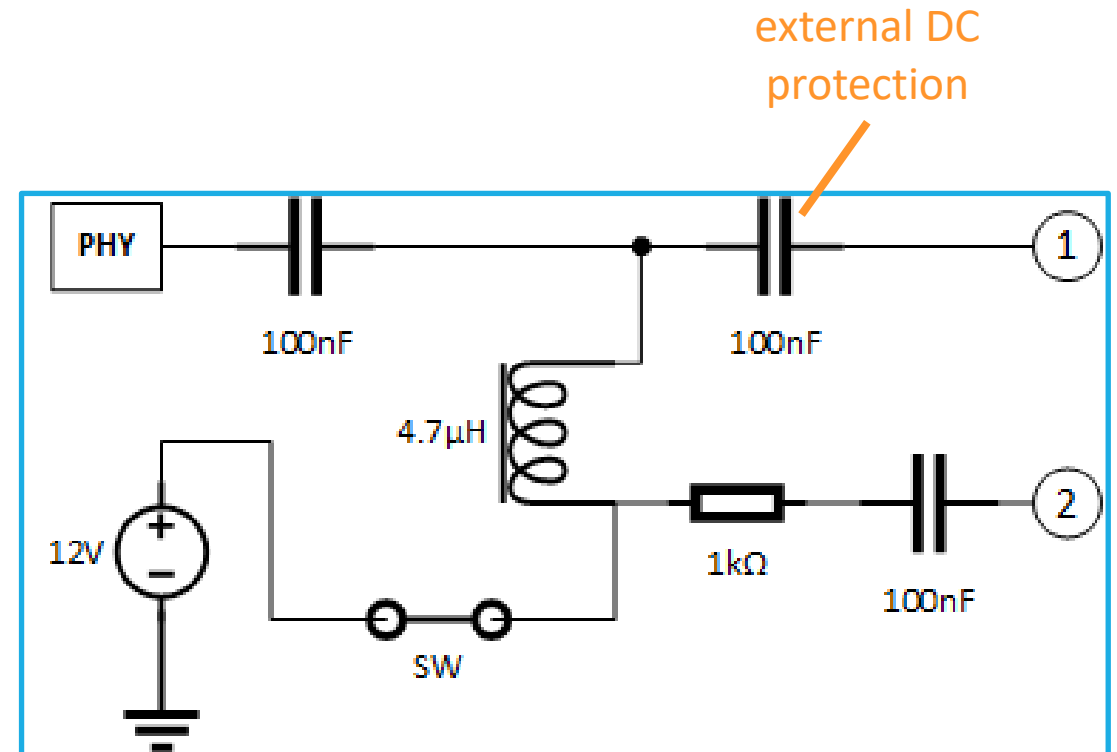 external DC
protection
PHY
1
100nF
100nF
4.7µH
12V
+
−
1kΩ
2
100nF
SW